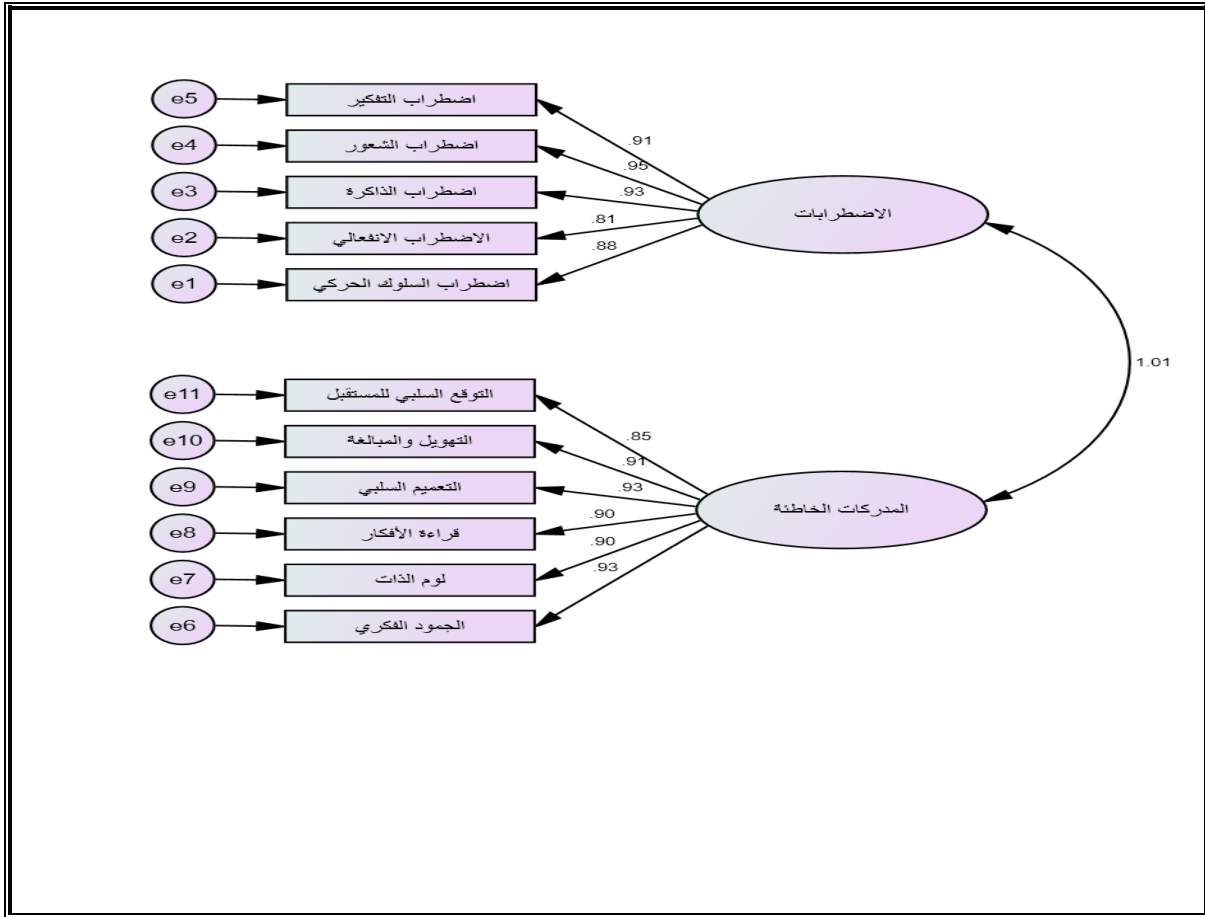 e5
اضطراب التفكير
.91
e4
اضطراب الشعور
.95
e3
اضطراب الذاكرة
.93
الاضطرابات
e2
الاضطراب الانفعالي
.81
e1
اضطراب السلوك الحركي
.88
1.01
e11
التوقع السلبي للمستقبل
.85
e10
التهويل والمبالغة
.91
e9
التعميم السلبي
.93
المدركات الخاطئة
e8
قراءة الأفكار
.90
e7
لوم الذات
.90
e6
الجمود الفكري
.93